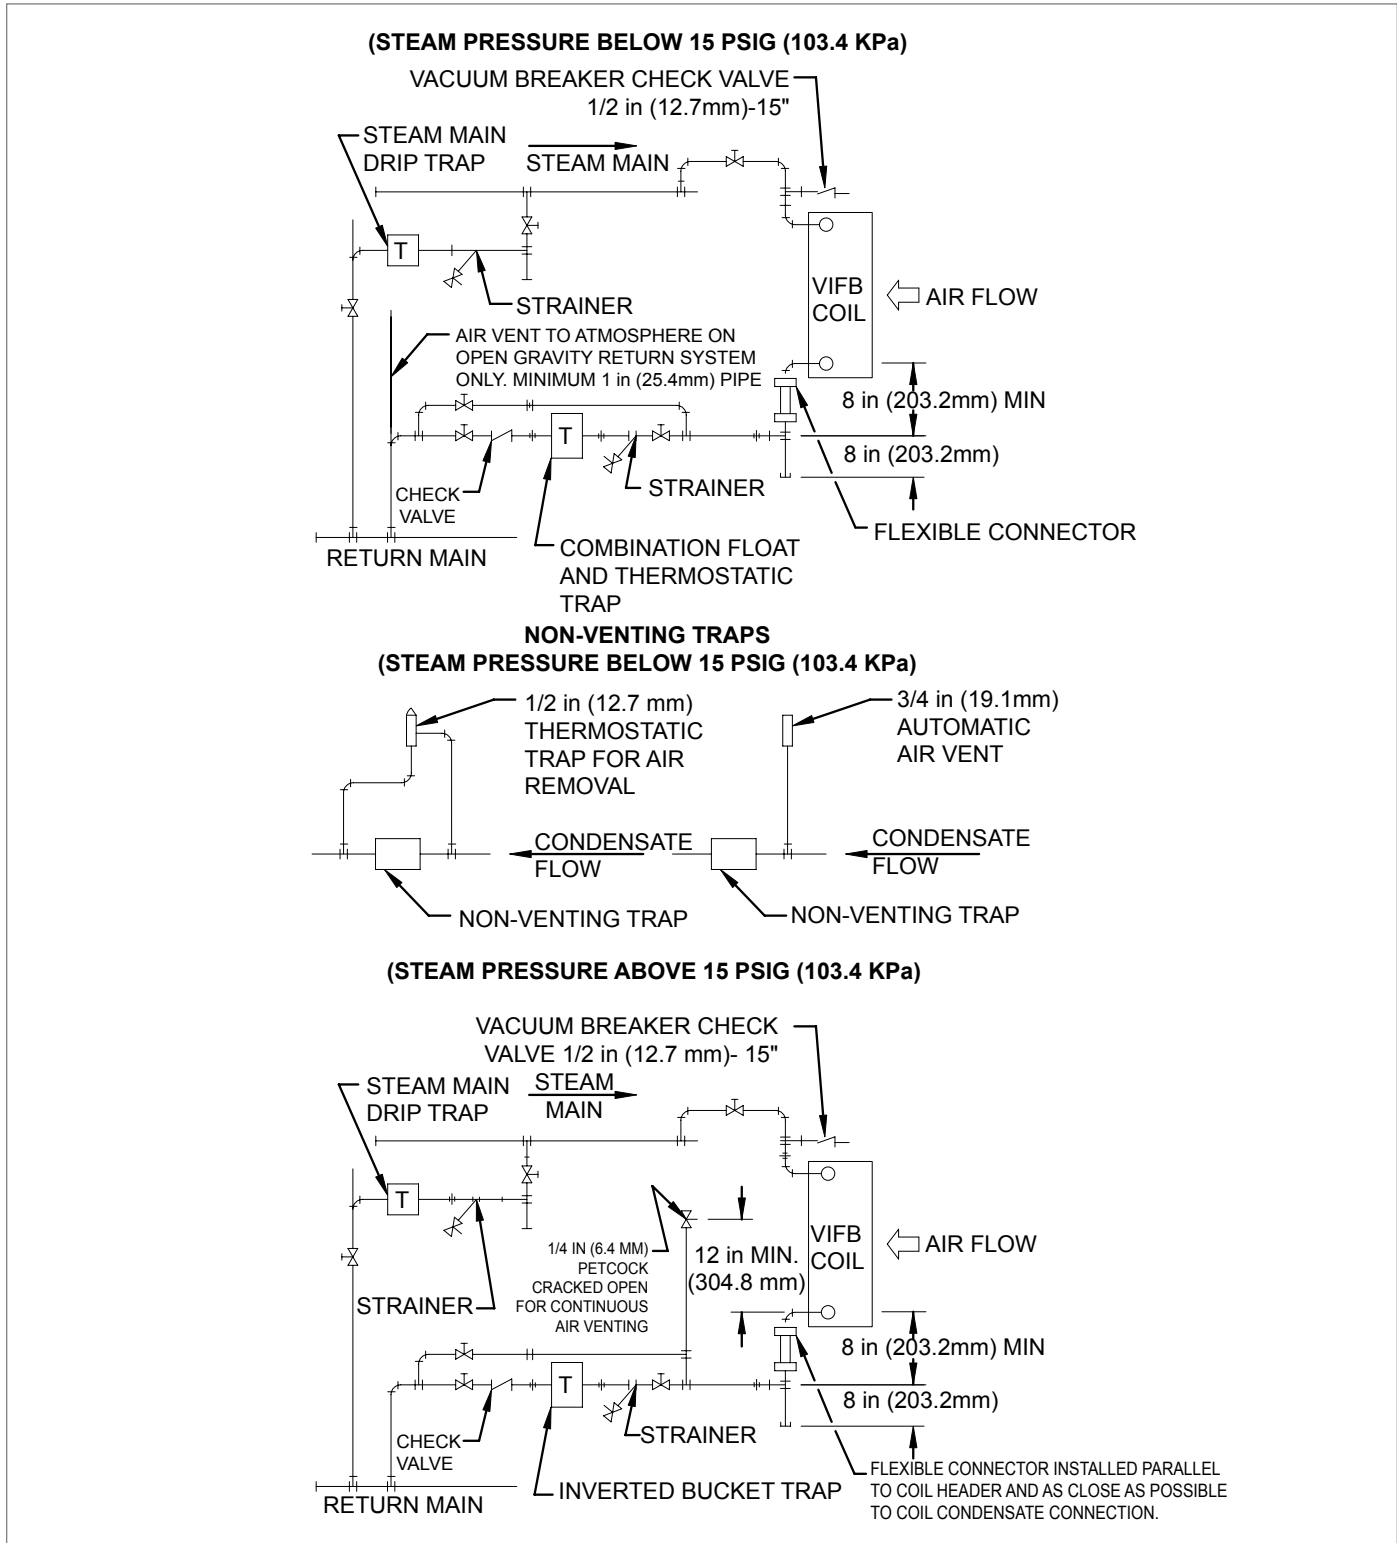 (STEAM PRESSURE BELOW 15 PSIG (103.4 KPa)
VACUUM BREAKER CHECK VALVE
1/2 in (12.7mm)-15"
STEAM MAIN
DRIP TRAP
STEAM MAIN
T
STRAINER
VIFB
COIL
AIR FLOW
AIR VENT TO ATMOSPHERE ON
OPEN GRAVITY RETURN SYSTEM
ONLY. MINIMUM 1 in (25.4mm) PIPE
8 in (203.2mm) MIN
8 in (203.2mm)
T
CHECK
VALVE
STRAINER
FLEXIBLE CONNECTOR
RETURN MAIN
COMBINATION FLOAT
AND THERMOSTATIC
TRAP
NON-VENTING TRAPS
(STEAM PRESSURE BELOW 15 PSIG (103.4 KPa)
1/2 in (12.7 mm)
THERMOSTATIC
TRAP FOR AIR
REMOVAL
3/4 in (19.1mm)
AUTOMATIC
AIR VENT
CONDENSATE
FLOW
CONDENSATE
FLOW
NON-VENTING TRAP
NON-VENTING TRAP
(STEAM PRESSURE ABOVE 15 PSIG (103.4 KPa)
VACUUM BREAKER CHECK
VALVE 1/2 in (12.7 mm)- 15"
STEAM MAIN
DRIP TRAP
STEAM
MAIN
T
1/4 IN (6.4 MM)
PETCOCK
CRACKED OPEN
FOR CONTINUOUS
AIR VENTING
12 in MIN.
(304.8 mm)
VIFB
COIL
AIR FLOW
STRAINER
8 in (203.2mm) MIN
8 in (203.2mm)
T
CHECK
VALVE
STRAINER
RETURN MAIN
INVERTED BUCKET TRAP
FLEXIBLE CONNECTOR INSTALLED PARALLEL
TO COIL HEADER AND AS CLOSE AS POSSIBLE
TO COIL CONDENSATE CONNECTION.